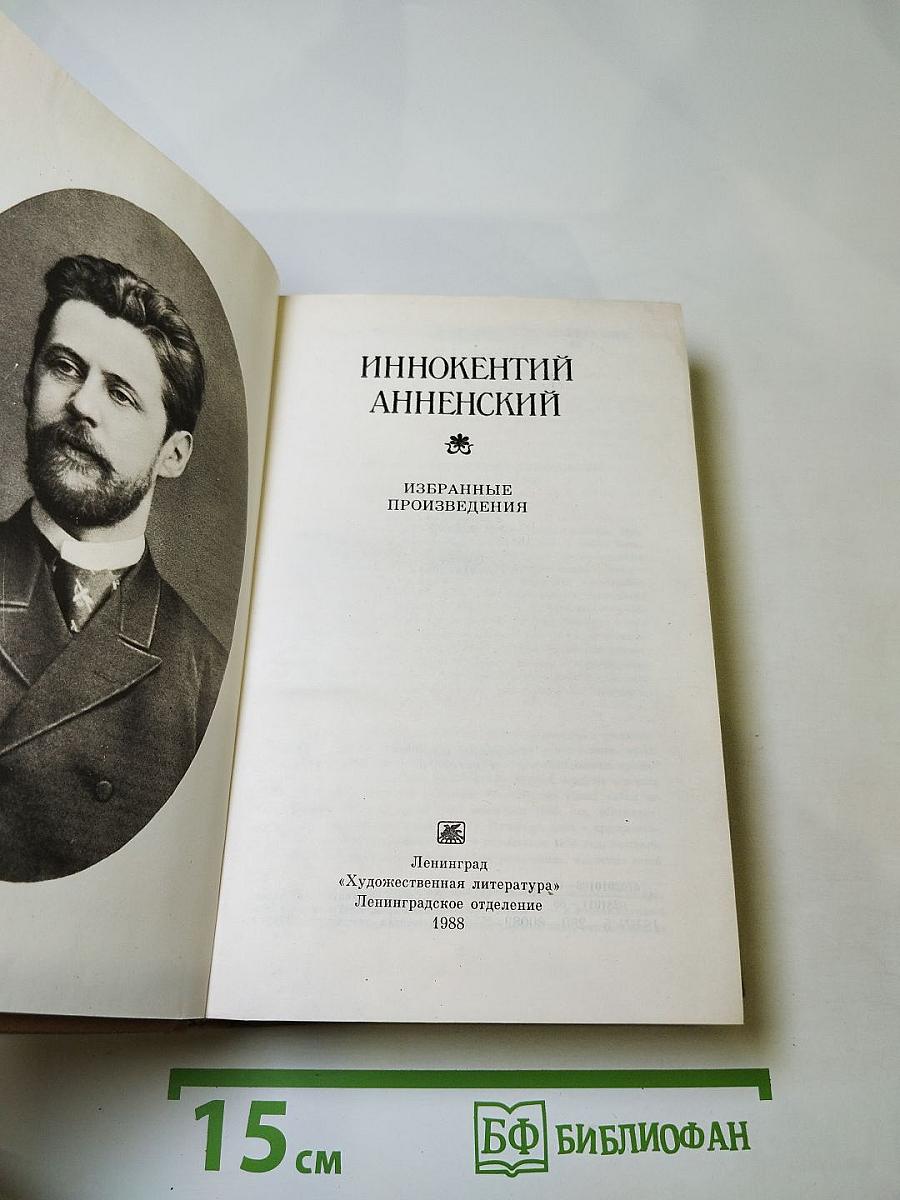 ИННОКЕНТИЙ
АННЕНСКИЙ
ИЗБРАННЫЕ
ПРОИЗВЕДЕНИЯ
Ленинград
«Художественная литература»
Ленинградское отделение
1988
15 см
БФ БИБЛИОФАН